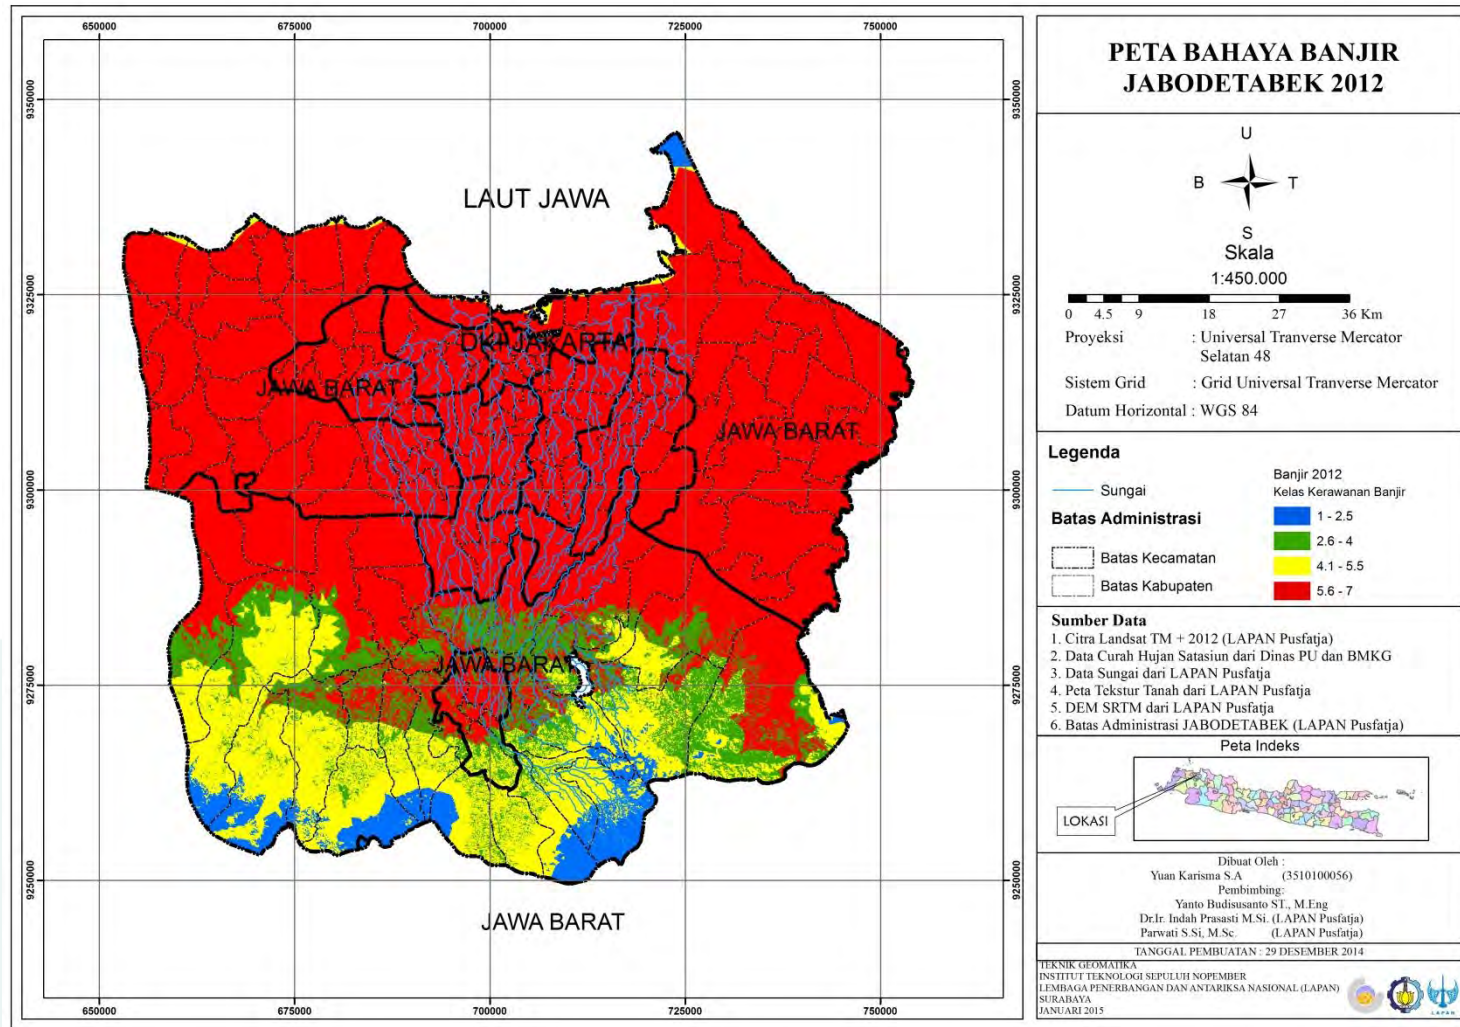 650000 675000 700000 725000 750000
9350000 9350000
9325000 9325000
9300000 9300000
9275000 9275000
9250000 9250000
LAUT JAWA
DKI JAKARTA
JAWA BARAT
JAWA BARAT
JAWA BARAT
JAWA BARAT
650000 675000 700000 725000 750000
PETA BAHAYA BANJIR
JABODETABEK 2012
U
B T
S
Skala
1:450.000
0 4.5 9 18 27 36 Km
Proyeksi : Universal Tranverse Mercator
Selatan 48
Sistem Grid : Grid Universal Tranverse Mercator
Datum Horizontal : WGS 84
Legenda
Sungai
Batas Administrasi
Batas Kecamatan
Batas Kabupaten
Banjir 2012
Kelas Kerawanan Banjir
1 - 2.5
2.6 - 4
4.1 - 5.5
5.6 - 7
Sumber Data
1. Citra Landsat TM + 2012 (LAPAN Pusfatja)
2. Data Curah Hujan Satasiun dari Dinas PU dan BMKG
3. Data Sungai dari LAPAN Pusfatja
4. Peta Tekstur Tanah dari LAPAN Pusfatja
5. DEM SRTM dari LAPAN Pusfatja
6. Batas Administrasi JABODETABEK (LAPAN Pusfatja)
Peta Indeks
LOKASI
Dibuat Oleh :
Yuan Karisma S.A (3510100056)
Pembimbing:
Yanto Budisusanto ST., M.Eng
Dr.Ir. Indah Prasasti M.Si. (LAPAN Pusfatja)
Parwati S.Si, M.Sc. (LAPAN Pusfatja)
TANGGAL PEMBUATAN : 29 DESEMBER 2014
TEKNIK GEOMATIKA
INSTITUT TEKNOLOGI SEPULUH NOPEMBER
LEMBAGA PENERBANGAN DAN ANTARIKSA NASIONAL (LAPAN)
SURABAYA
JANUARI 2015
LAPAN